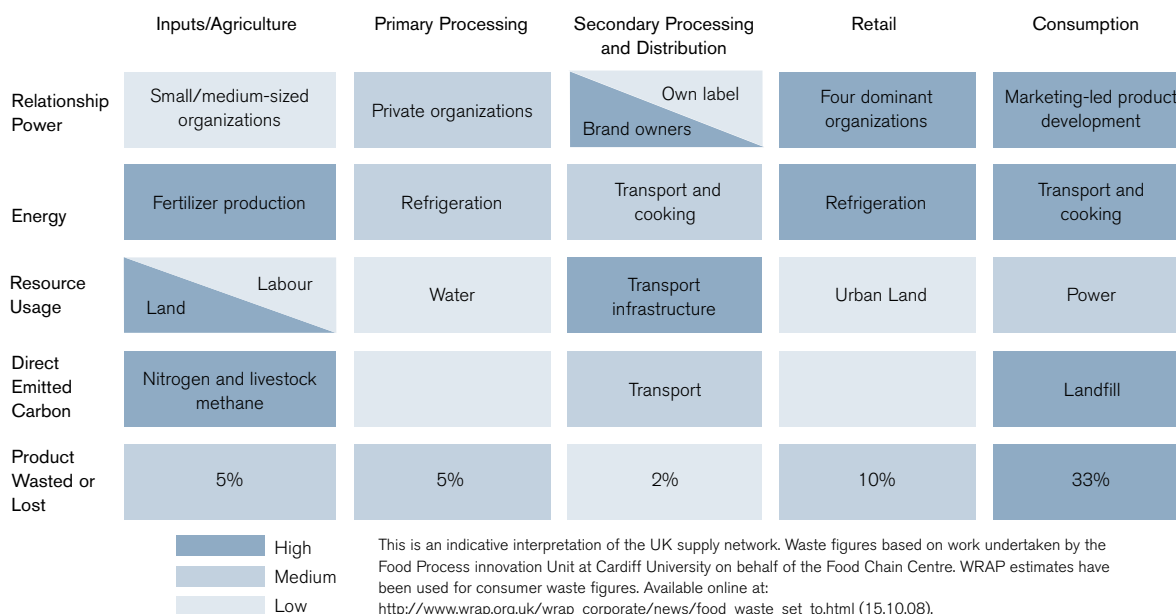 Inputs/Agriculture
Primary Processing
Secondary Processing
and Distribution
Retail
Consumption
Relationship
Power
Small/medium-sized
organizations
Private organizations
Own label
Brand owners
Four dominant
organizations
Marketing-led product
development
Energy
Fertilizer production
Refrigeration
Transport and
cooking
Refrigeration
Transport and
cooking
Resource
Usage
Labour
Land
Water
Transport
infrastructure
Urban Land
Power
Direct
Emitted
Carbon
Nitrogen and livestock
methane
Transport
Landfill
Product
Wasted or
Lost
5%
5%
2%
10%
33%
High
Medium
Low
This is an indicative interpretation of the UK supply network. Waste figures based on work undertaken by the
Food Process innovation Unit at Cardiff University on behalf of the Food Chain Centre. WRAP estimates have
been used for consumer waste figures. Available online at:
http://www.wrap.org.uk/wrap_corporate/news/food_waste_set_to.html (15.10.08).